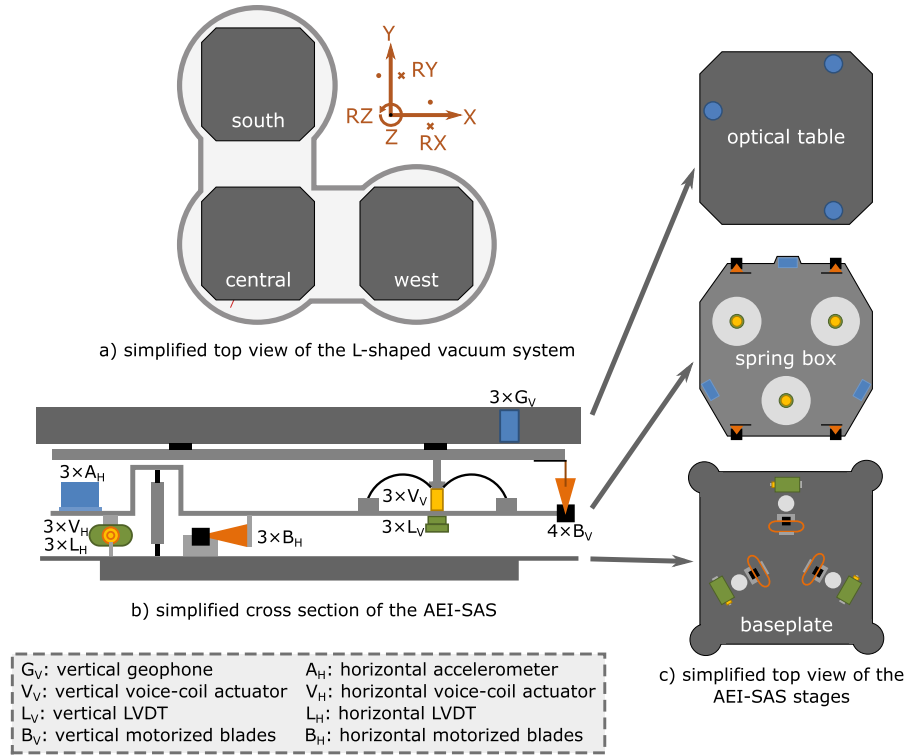 Y
RY
RZ
X
Z
RX
south
central
west
a) simplified top view of the L-shaped vacuum system
optical table
spring box
baseplate
3×G_V
3×A_H
3×V_H
3×L_H
3×B_H
3×V_V
3×L_V
4×B_V
b) simplified cross section of the AEI-SAS
c) simplified top view of the
AEI-SAS stages
G_V: vertical geophone
V_V: vertical voice-coil actuator
L_V: vertical LVDT
B_V: vertical motorized blades
A_H: horizontal accelerometer
V_H: horizontal voice-coil actuator
L_H: horizontal LVDT
B_H: horizontal motorized blades